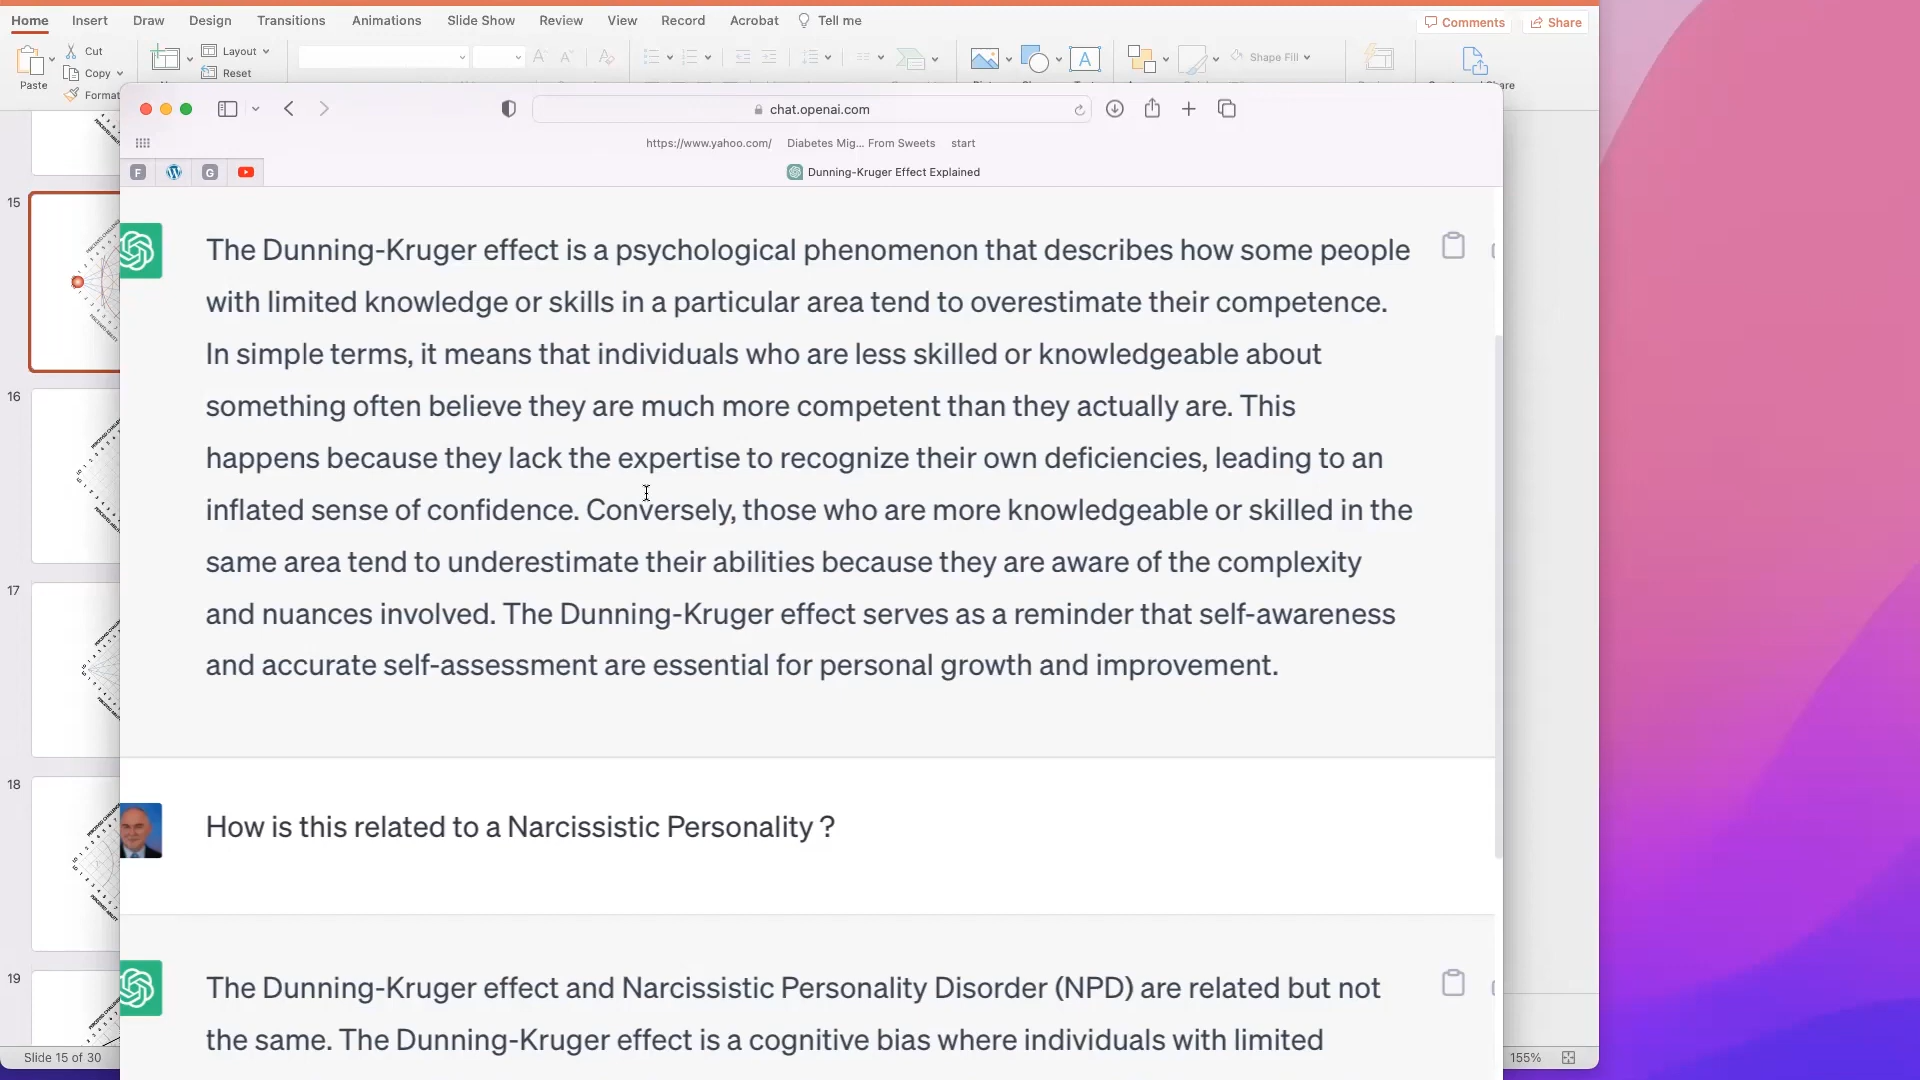 Home Insert Draw Design Transitions Animations Slide Show Review View Record Acrobat Tell me Comments Share
Cut Layout
Copy Reset Shape Fill
Paste Format
chat.openai.com
https://www.yahoo.com/ Diabetes Mig... From Sweets start
F G Dunning-Kruger Effect Explained
15
The Dunning-Kruger effect is a psychological phenomenon that describes how some people
with limited knowledge or skills in a particular area tend to overestimate their competence.
In simple terms, it means that individuals who are less skilled or knowledgeable about
16
something often believe they are much more competent than they actually are. This
happens because they lack the expertise to recognize their own deficiencies, leading to an
inflated sense of confidence. Conversely, those who are more knowledgeable or skilled in the
same area tend to underestimate their abilities because they are aware of the complexity
17
and nuances involved. The Dunning-Kruger effect serves as a reminder that self-awareness
and accurate self-assessment are essential for personal growth and improvement.
18
How is this related to a Narcissistic Personality ?
19
The Dunning-Kruger effect and Narcissistic Personality Disorder (NPD) are related but not
the same. The Dunning-Kruger effect is a cognitive bias where individuals with limited
Slide 15 of 30 155%